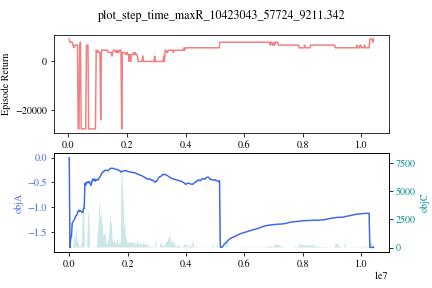 plot_step_time_maxR_10423043_57724_9211.342
Episode Return
0
−20000
0.0 0.2 0.4 0.6 0.8 1.0
objA
0.0
−0.5
−1.0
−1.5
7500
5000
2500
0
objC
0.0 0.2 0.4 0.6 0.8 1.0
1e7